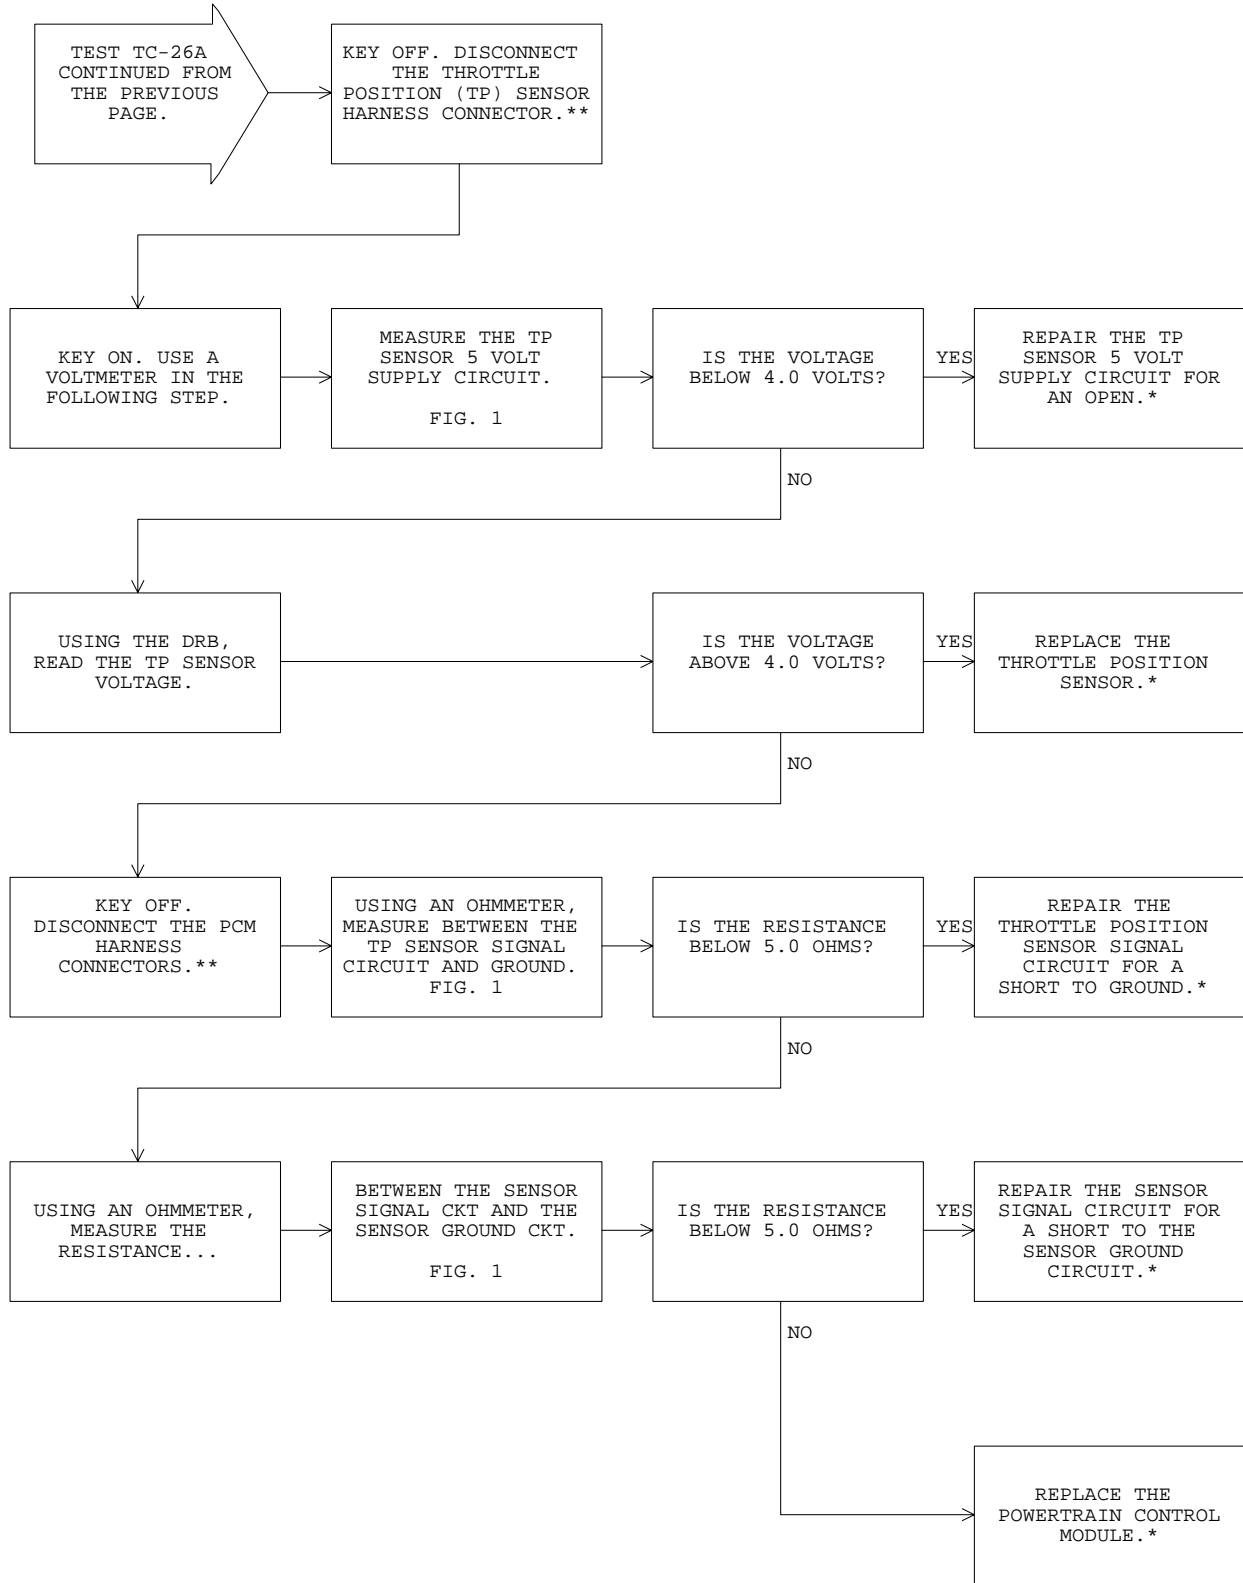 TEST TC-26A
CONTINUED FROM
THE PREVIOUS
PAGE.
KEY OFF. DISCONNECT
THE THROTTLE
POSITION (TP) SENSOR
HARNESS CONNECTOR.**
KEY ON. USE A
VOLTMETER IN THE
FOLLOWING STEP.
MEASURE THE TP
SENSOR 5 VOLT
SUPPLY CIRCUIT.
FIG. 1
IS THE VOLTAGE
BELOW 4.0 VOLTS?
YES
REPAIR THE TP
SENSOR 5 VOLT
SUPPLY CIRCUIT FOR
AN OPEN.*
NO
USING THE DRB,
READ THE TP SENSOR
VOLTAGE.
IS THE VOLTAGE
ABOVE 4.0 VOLTS?
YES
REPLACE THE
THROTTLE POSITION
SENSOR.*
NO
KEY OFF.
DISCONNECT THE PCM
HARNESS
CONNECTORS.**
USING AN OHMMETER,
MEASURE BETWEEN THE
TP SENSOR SIGNAL
CIRCUIT AND GROUND.
FIG. 1
IS THE RESISTANCE
BELOW 5.0 OHMS?
YES
REPAIR THE
THROTTLE POSITION
SENSOR SIGNAL
CIRCUIT FOR A
SHORT TO GROUND.*
NO
USING AN OHMMETER,
MEASURE THE
RESISTANCE...
BETWEEN THE SENSOR
SIGNAL CKT AND THE
SENSOR GROUND CKT.
FIG. 1
IS THE RESISTANCE
BELOW 5.0 OHMS?
YES
REPAIR THE SENSOR
SIGNAL CIRCUIT FOR
A SHORT TO THE
SENSOR GROUND
CIRCUIT.*
NO
REPLACE THE
POWERTRAIN CONTROL
MODULE.*